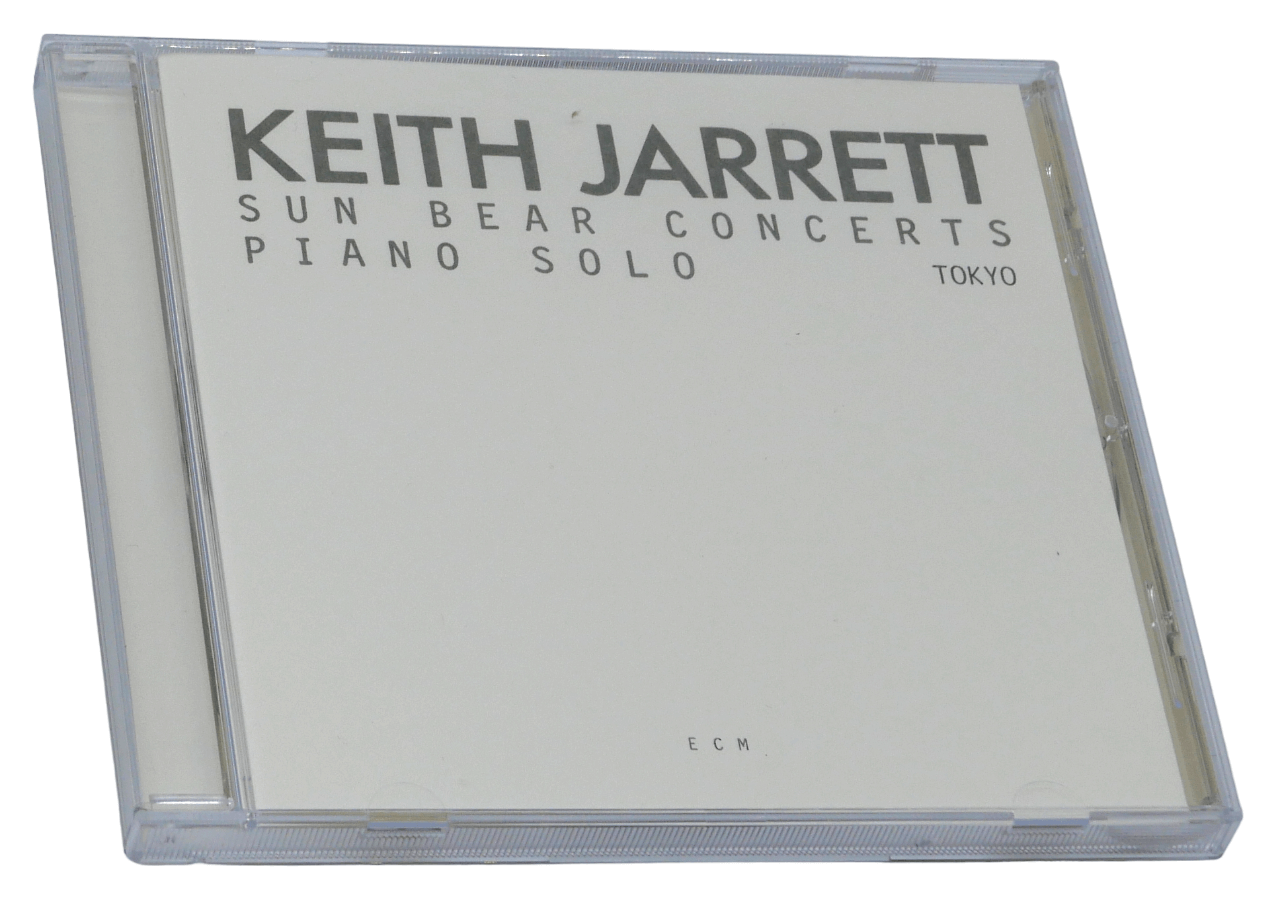 KEITH JARRETT
SUN BEAR CONCERTS
PIANO SOLO
TOKYO
ECM